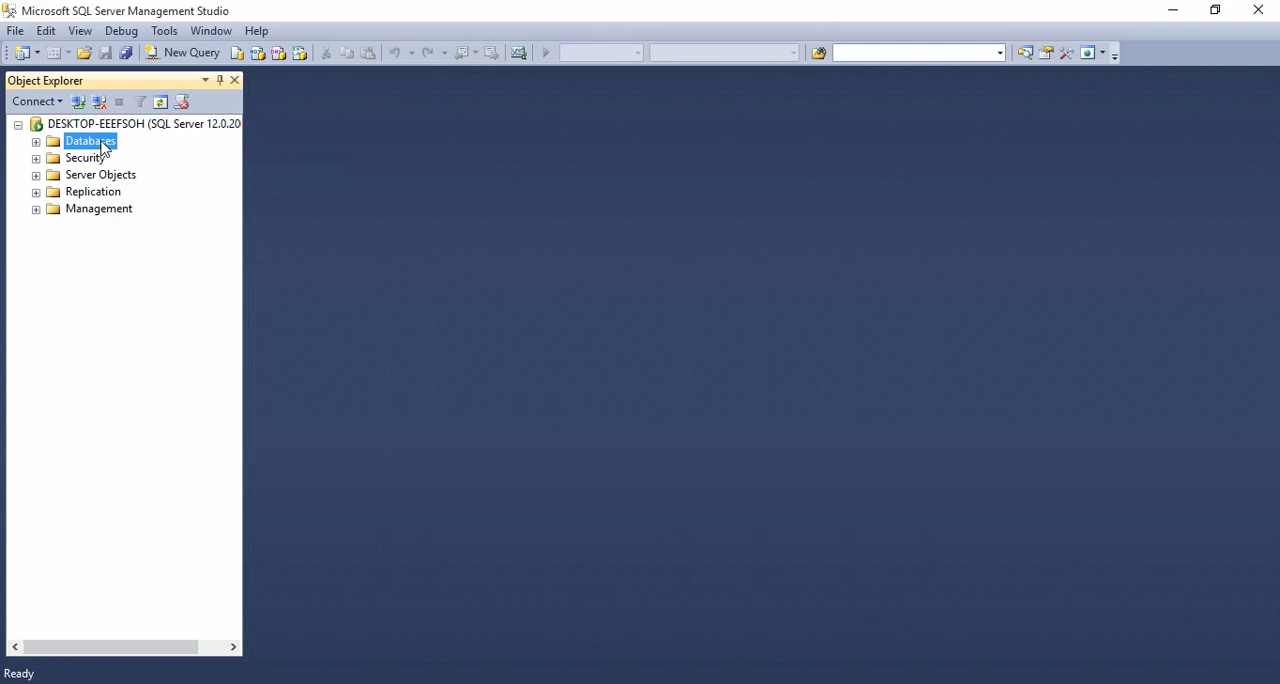 Microsoft SQL Server Management Studio
File Edit View Debug Tools Window Help
New Query
Object Explorer
Connect
DESKTOP-EEEFSOH (SQL Server 12.0.20
Databases
Security
Server Objects
Replication
Management
Ready